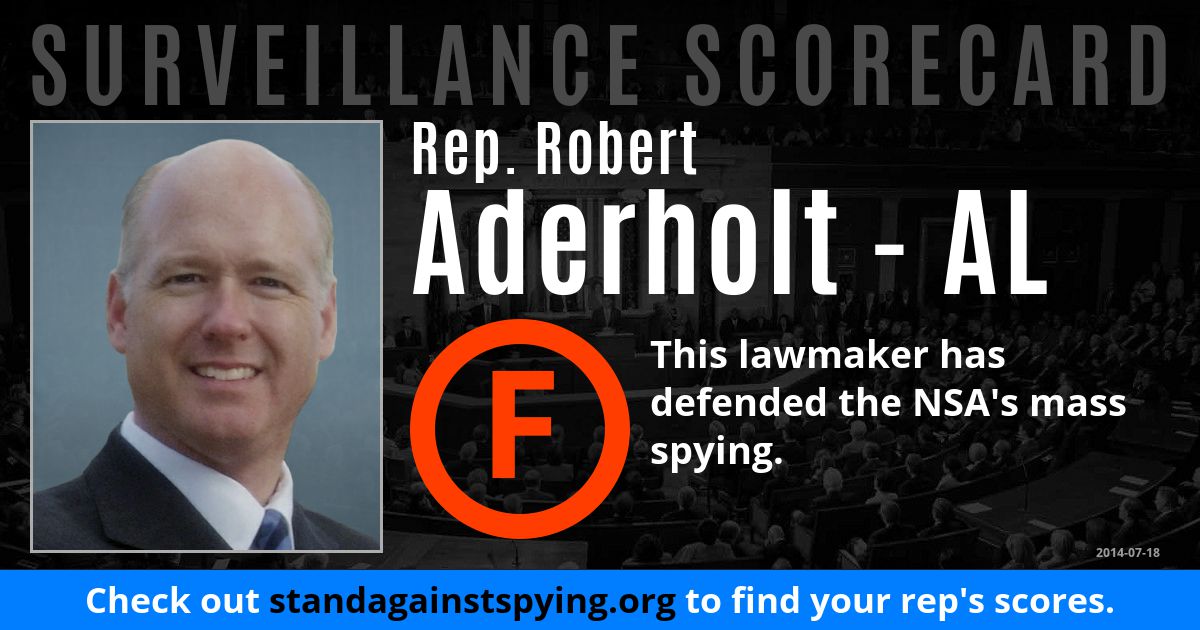 SURVEILLANCE SCORECARD
Rep. Robert
Aderholt - AL
F
This lawmaker has
defended the NSA's mass
spying.
2014-07-18
Check out standagainstspying.org to find your rep's scores.